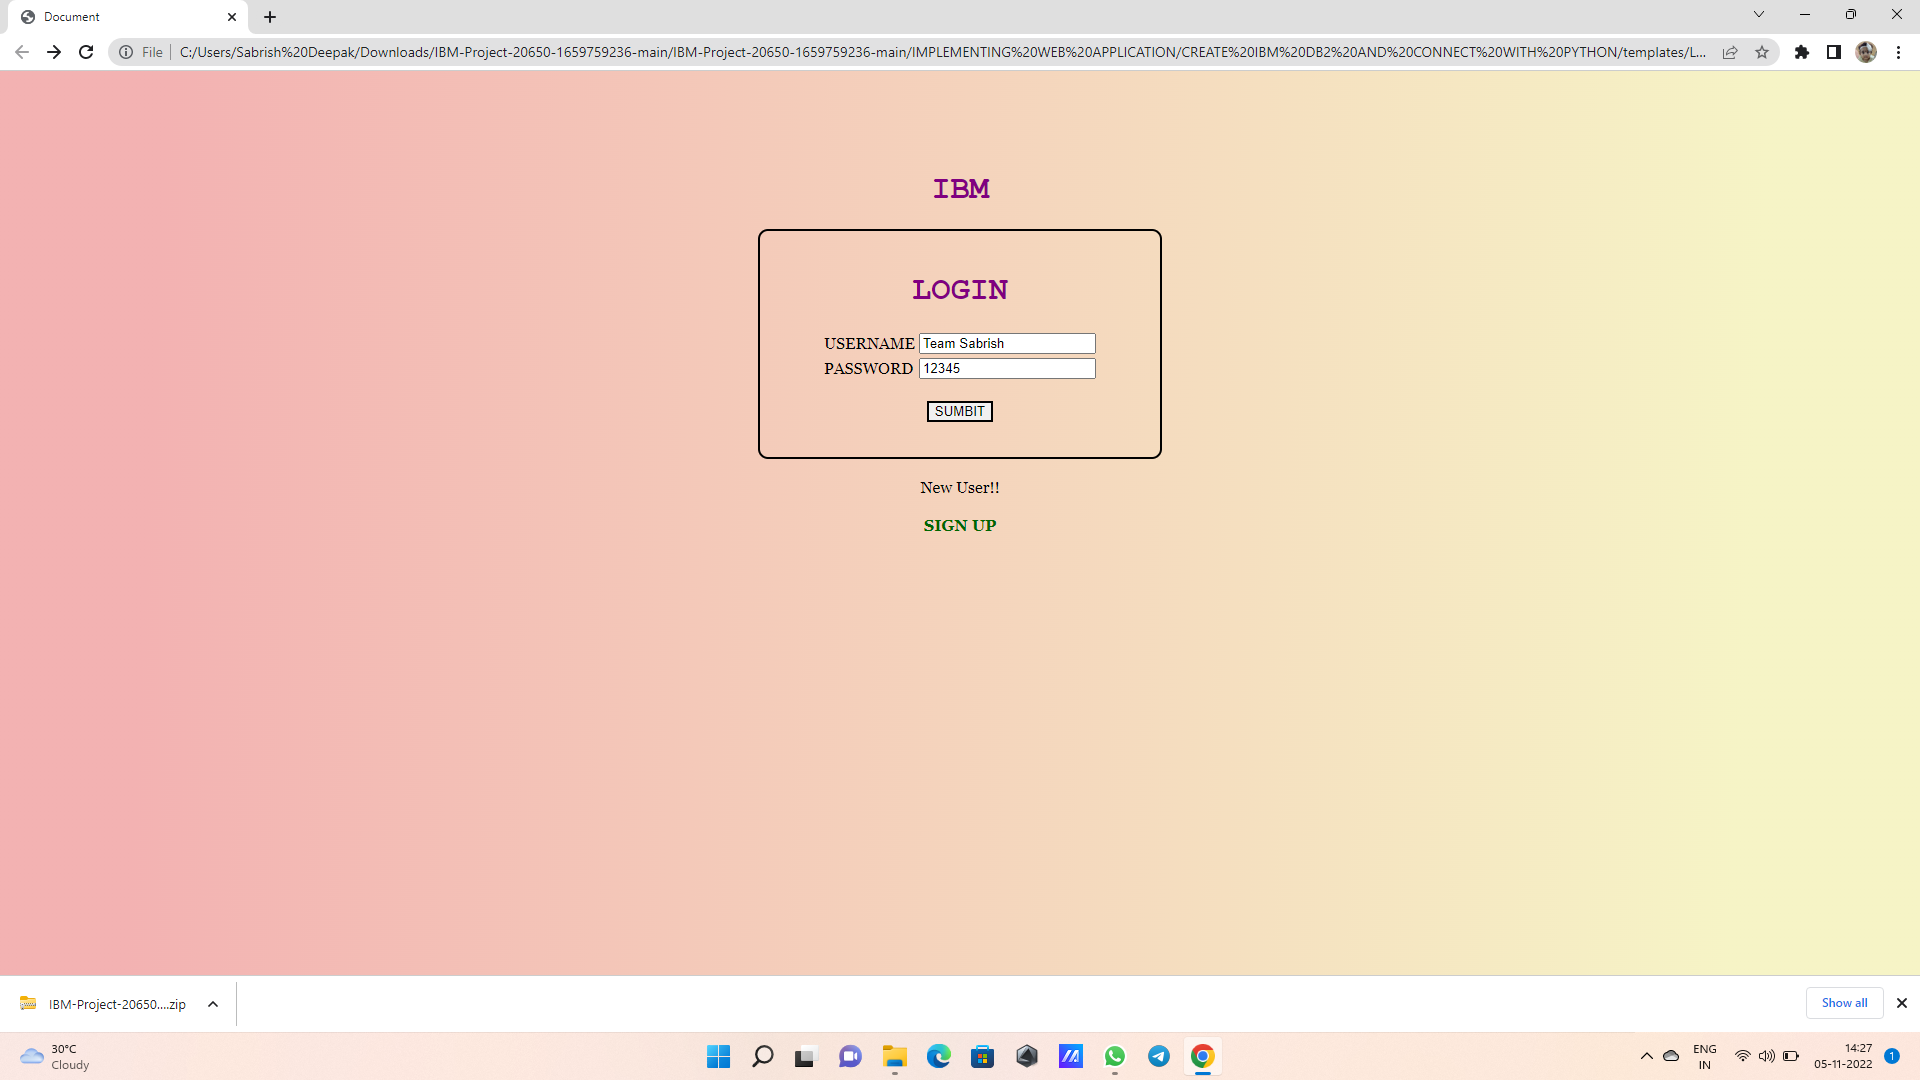 Document
File
C:/Users/Sabrish%20Deepak/Downloads/IBM-Project-20650-1659759236-main/IBM-Project-20650-1659759236-main/IMPLEMENTING%20WEB%20APPLICATION/CREATE%20IBM%20DB2%20AND%20CONNECT%20WITH%20PYTHON/templates/L...
IBM
LOGIN
USERNAME Team Sabrish
PASSWORD 12345
SUMBIT
New User!!
SIGN UP
IBM-Project-20650....zip
Show all
30°C
Cloudy
ENG
IN
14:27
05-11-2022
1